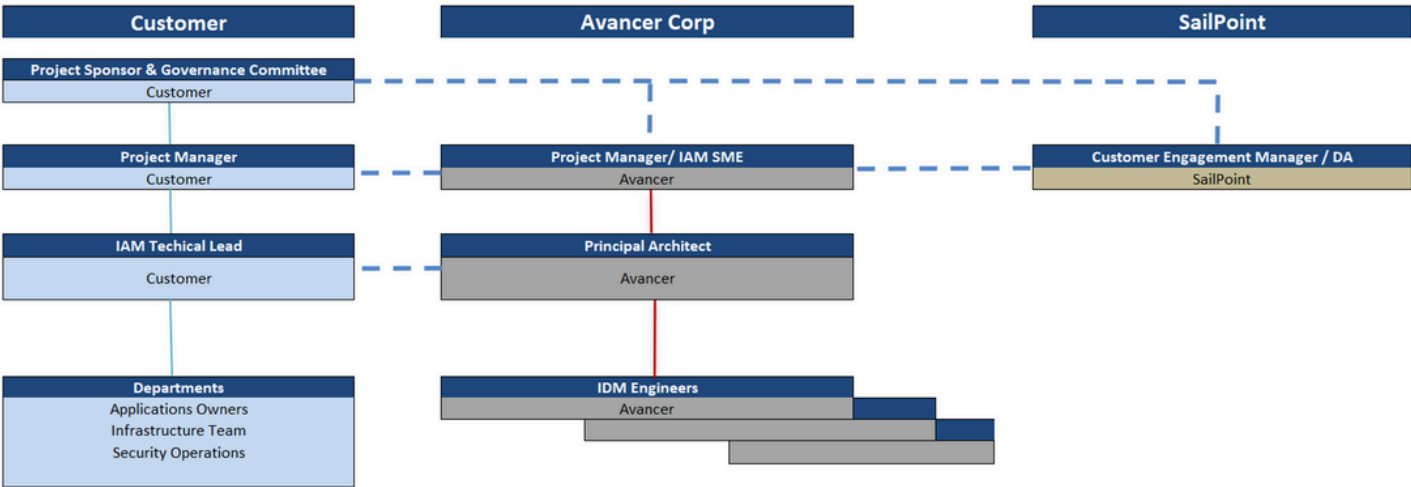 Customer
Avancer Corp
SailPoint
Project Sponsor & Governance Committee
Customer
Project Manager
Customer
Project Manager/ IAM SME
Avancer
Customer Engagement Manager / DA
SailPoint
IAM Techical Lead
Customer
Principal Architect
Avancer
Departments
Applications Owners
Infrastructure Team
Security Operations
IDM Engineers
Avancer